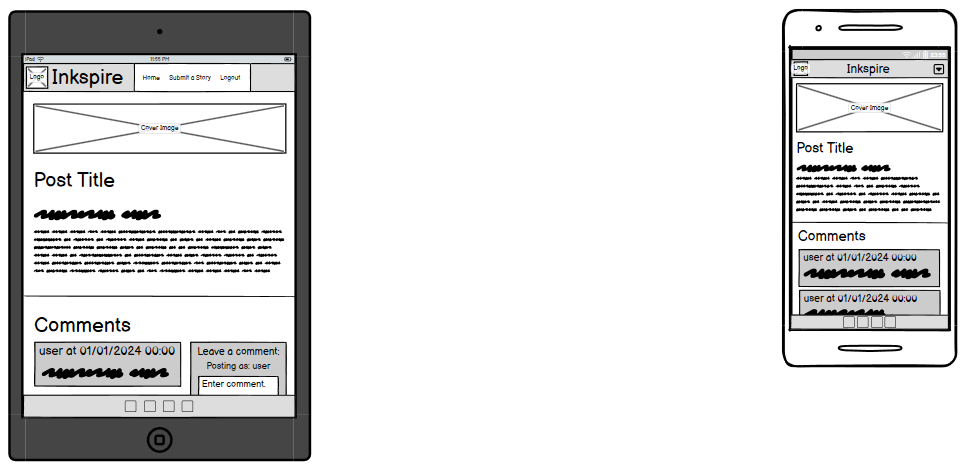 iPad
11:55 PM
Logo
Inkspire
Home
Submit a Story
Logout
Cover Image
Post Title
Comments
user at 01/01/2024 00:00
Leave a comment:
Posting as: user
Enter comment.
Logo
Inkspire
Cover Image
Post Title
Comments
user at 01/01/2024 00:00
user at 01/01/2024 00:00